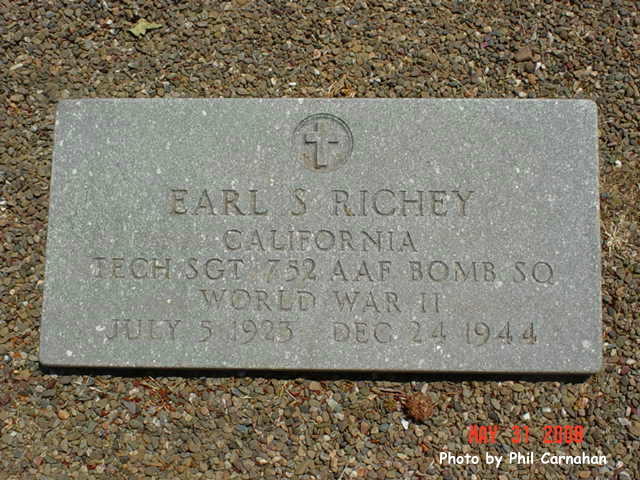 EARL S RICHEY
CALIFORNIA
TECH SGT 752 AAF BOMB SQ
WORLD WAR II
JULY 5 1923 DEC 24 1944
MAY 31 2008
Photo by Phil Carnahan